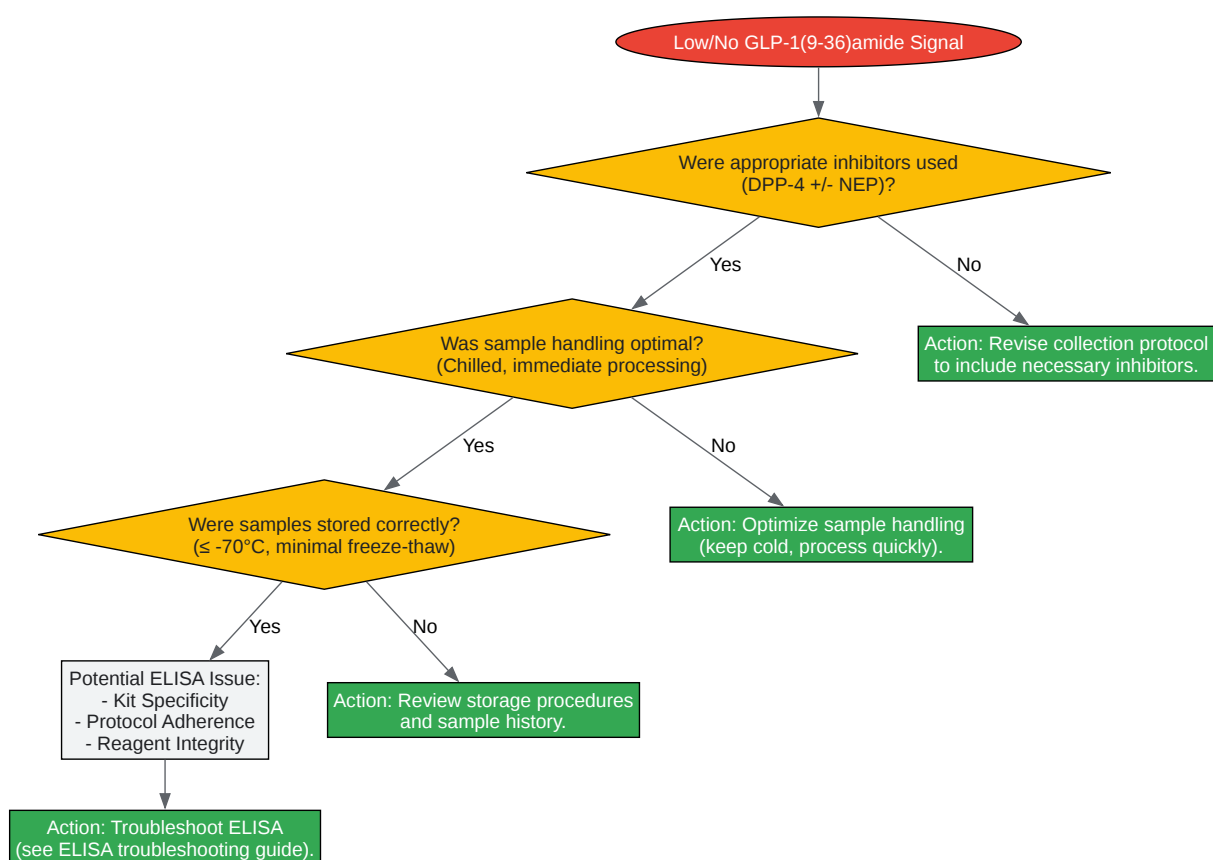 Low/No GLP-1(9-36)amide Signal
Were appropriate inhibitors used
(DPP-4 +/- NEP)?
Yes
No
Was sample handling optimal?
(Chilled, immediate processing)
Action: Revise collection protocol
to include necessary inhibitors.
Yes
No
Were samples stored correctly?
(≤ -70°C, minimal freeze-thaw)
Action: Optimize sample handling
(keep cold, process quickly).
Yes
No
Potential ELISA Issue:
- Kit Specificity
- Protocol Adherence
- Reagent Integrity
Action: Review storage procedures
and sample history.
Action: Troubleshoot ELISA
(see ELISA troubleshooting guide).